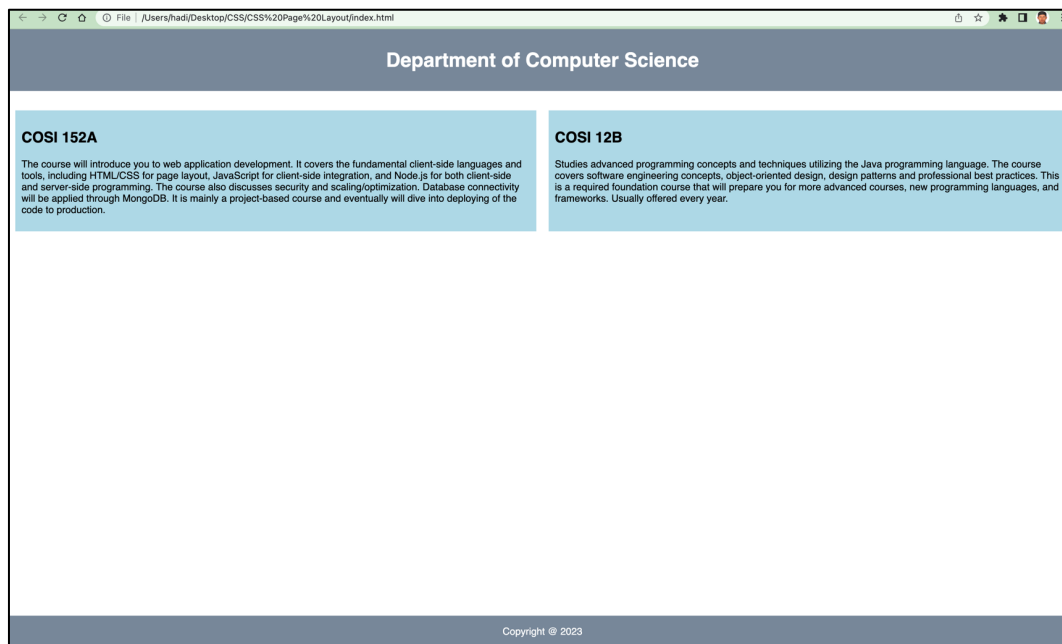 File /Users/hadi/Desktop/CSS/CSS%20Page%20Layout/index.html
Department of Computer Science
COSI 152A
The course will introduce you to web application development. It covers the fundamental client-side languages and
tools, including HTML/CSS for page layout, JavaScript for client-side integration, and Node.js for both client-side
and server-side programming. The course also discusses security and scaling/optimization. Database connectivity
will be applied through MongoDB. It is mainly a project-based course and eventually will dive into deploying of the
code to production.
COSI 12B
Studies advanced programming concepts and techniques utilizing the Java programming language. The course
covers software engineering concepts, object-oriented design, design patterns and professional best practices. This
is a required foundation course that will prepare you for more advanced courses, new programming languages, and
frameworks. Usually offered every year.
Copyright @ 2023